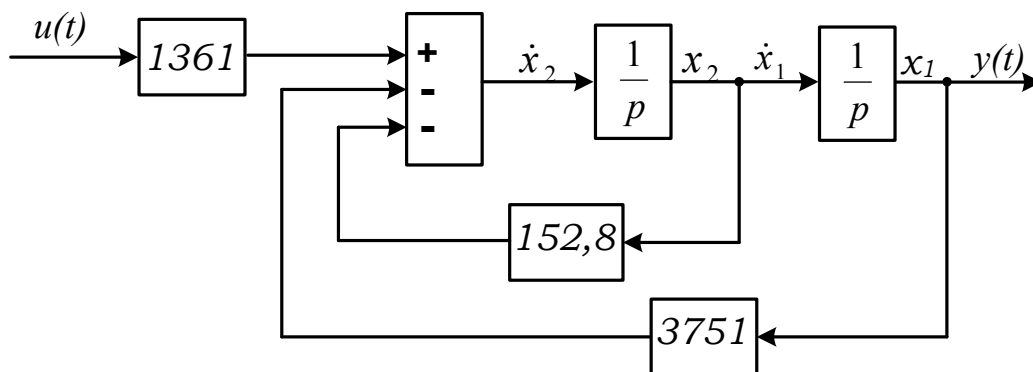 u(t)
1361
+
-
-
ẋ₂
1
p
x₂
ẋ₁
1
p
x₁
y(t)
152,8
3751